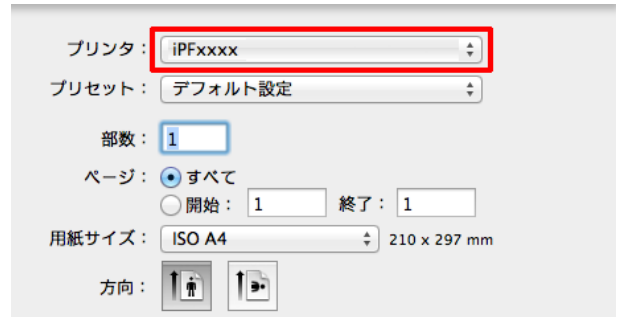 プリンタ： iPFxxxx
プリセット： デフォルト設定
部数： 1
ページ： すべて
開始： 1 終了： 1
用紙サイズ： ISO A4 210 x 297 mm
方向：